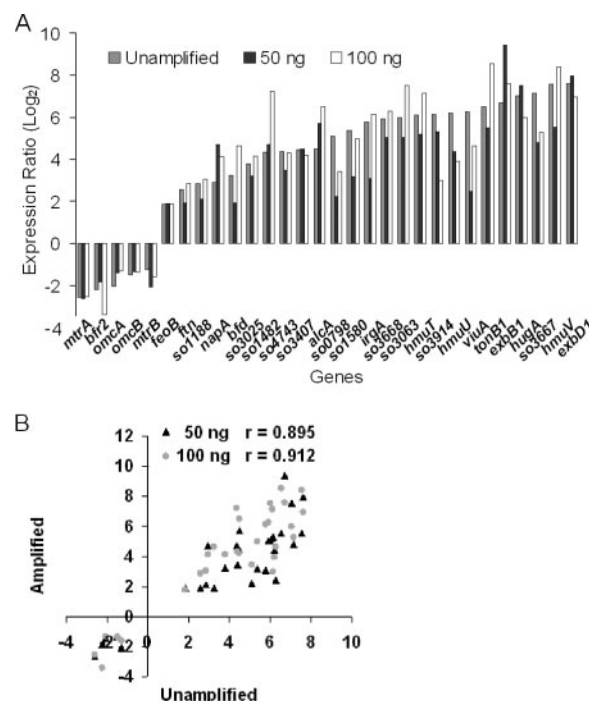 A
Unamplified 50 ng 100 ng
Expression Ratio (Log2)
10
8
6
4
2
0
-2
-4
mtrA bfr2 omcA omcB mtrB feoB ftn so1188 napA bfd so3025 so1482 so4743 so3407 alcA so0798 so1580 irgA so3668 so3063 hmuT so3914 hmuU viuA tonB1 exbB1 hugA so3667 hmuV exbD1
Genes
B
50 ng r = 0.895
100 ng r = 0.912
Amplified
12
10
8
6
4
2
0
-2
-4
-4 -2 0 2 4 6 8 10
Unamplified